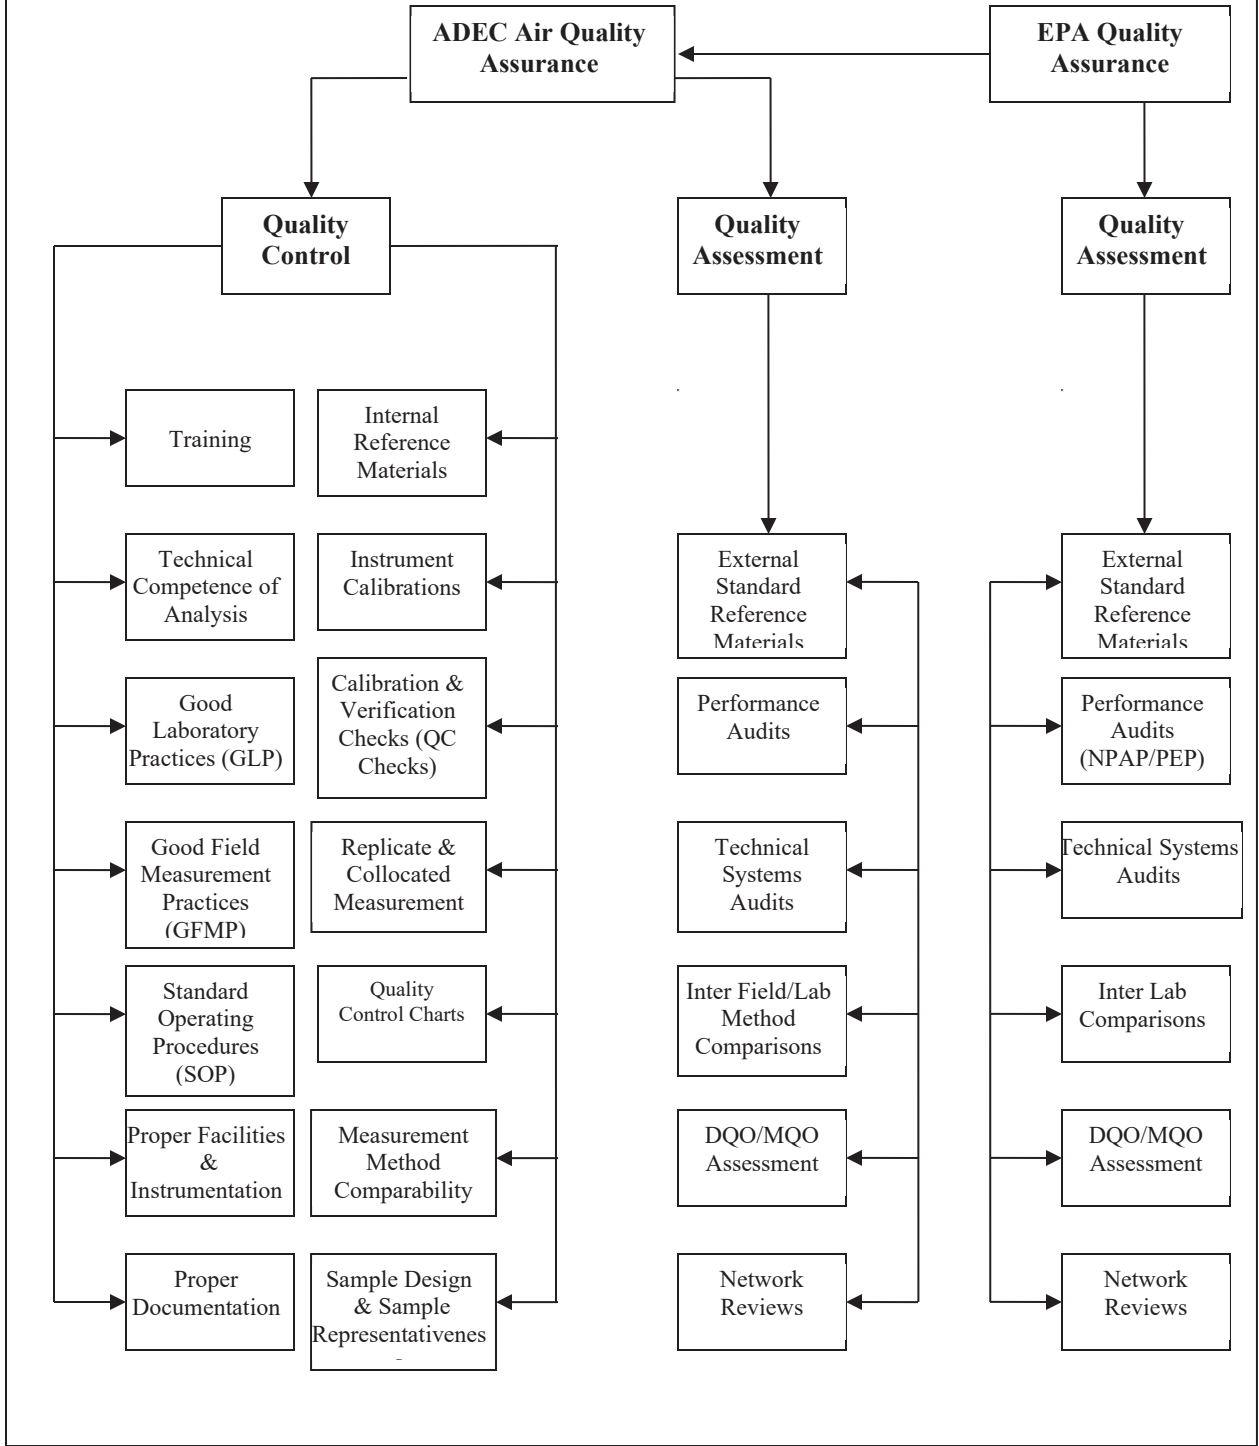 ADEC Air Quality
Assurance
EPA Quality
Assurance
Quality
Control
Quality
Assessment
Quality
Assessment
Training
Internal
Reference
Materials
External
Standard
Reference
Materials
External
Standard
Reference
Materials
Technical
Competence of
Analysis
Instrument
Calibrations
Good
Laboratory
Practices (GLP)
Calibration &
Verification
Checks (QC
Checks)
Performance
Audits
Performance
Audits
(NPAP/PEP)
Good Field
Measurement
Practices
(GFMP)
Replicate &
Collocated
Measurement
Technical
Systems
Audits
Technical Systems
Audits
Standard
Operating
Procedures
(SOP)
Quality
Control Charts
Inter Field/Lab
Method
Comparisons
Inter Lab
Comparisons
Proper Facilities
&
Instrumentation
Measurement
Method
Comparability
DQO/MQO
Assessment
DQO/MQO
Assessment
Proper
Documentation
Sample Design
& Sample
Representativenes
Network
Reviews
Network
Reviews